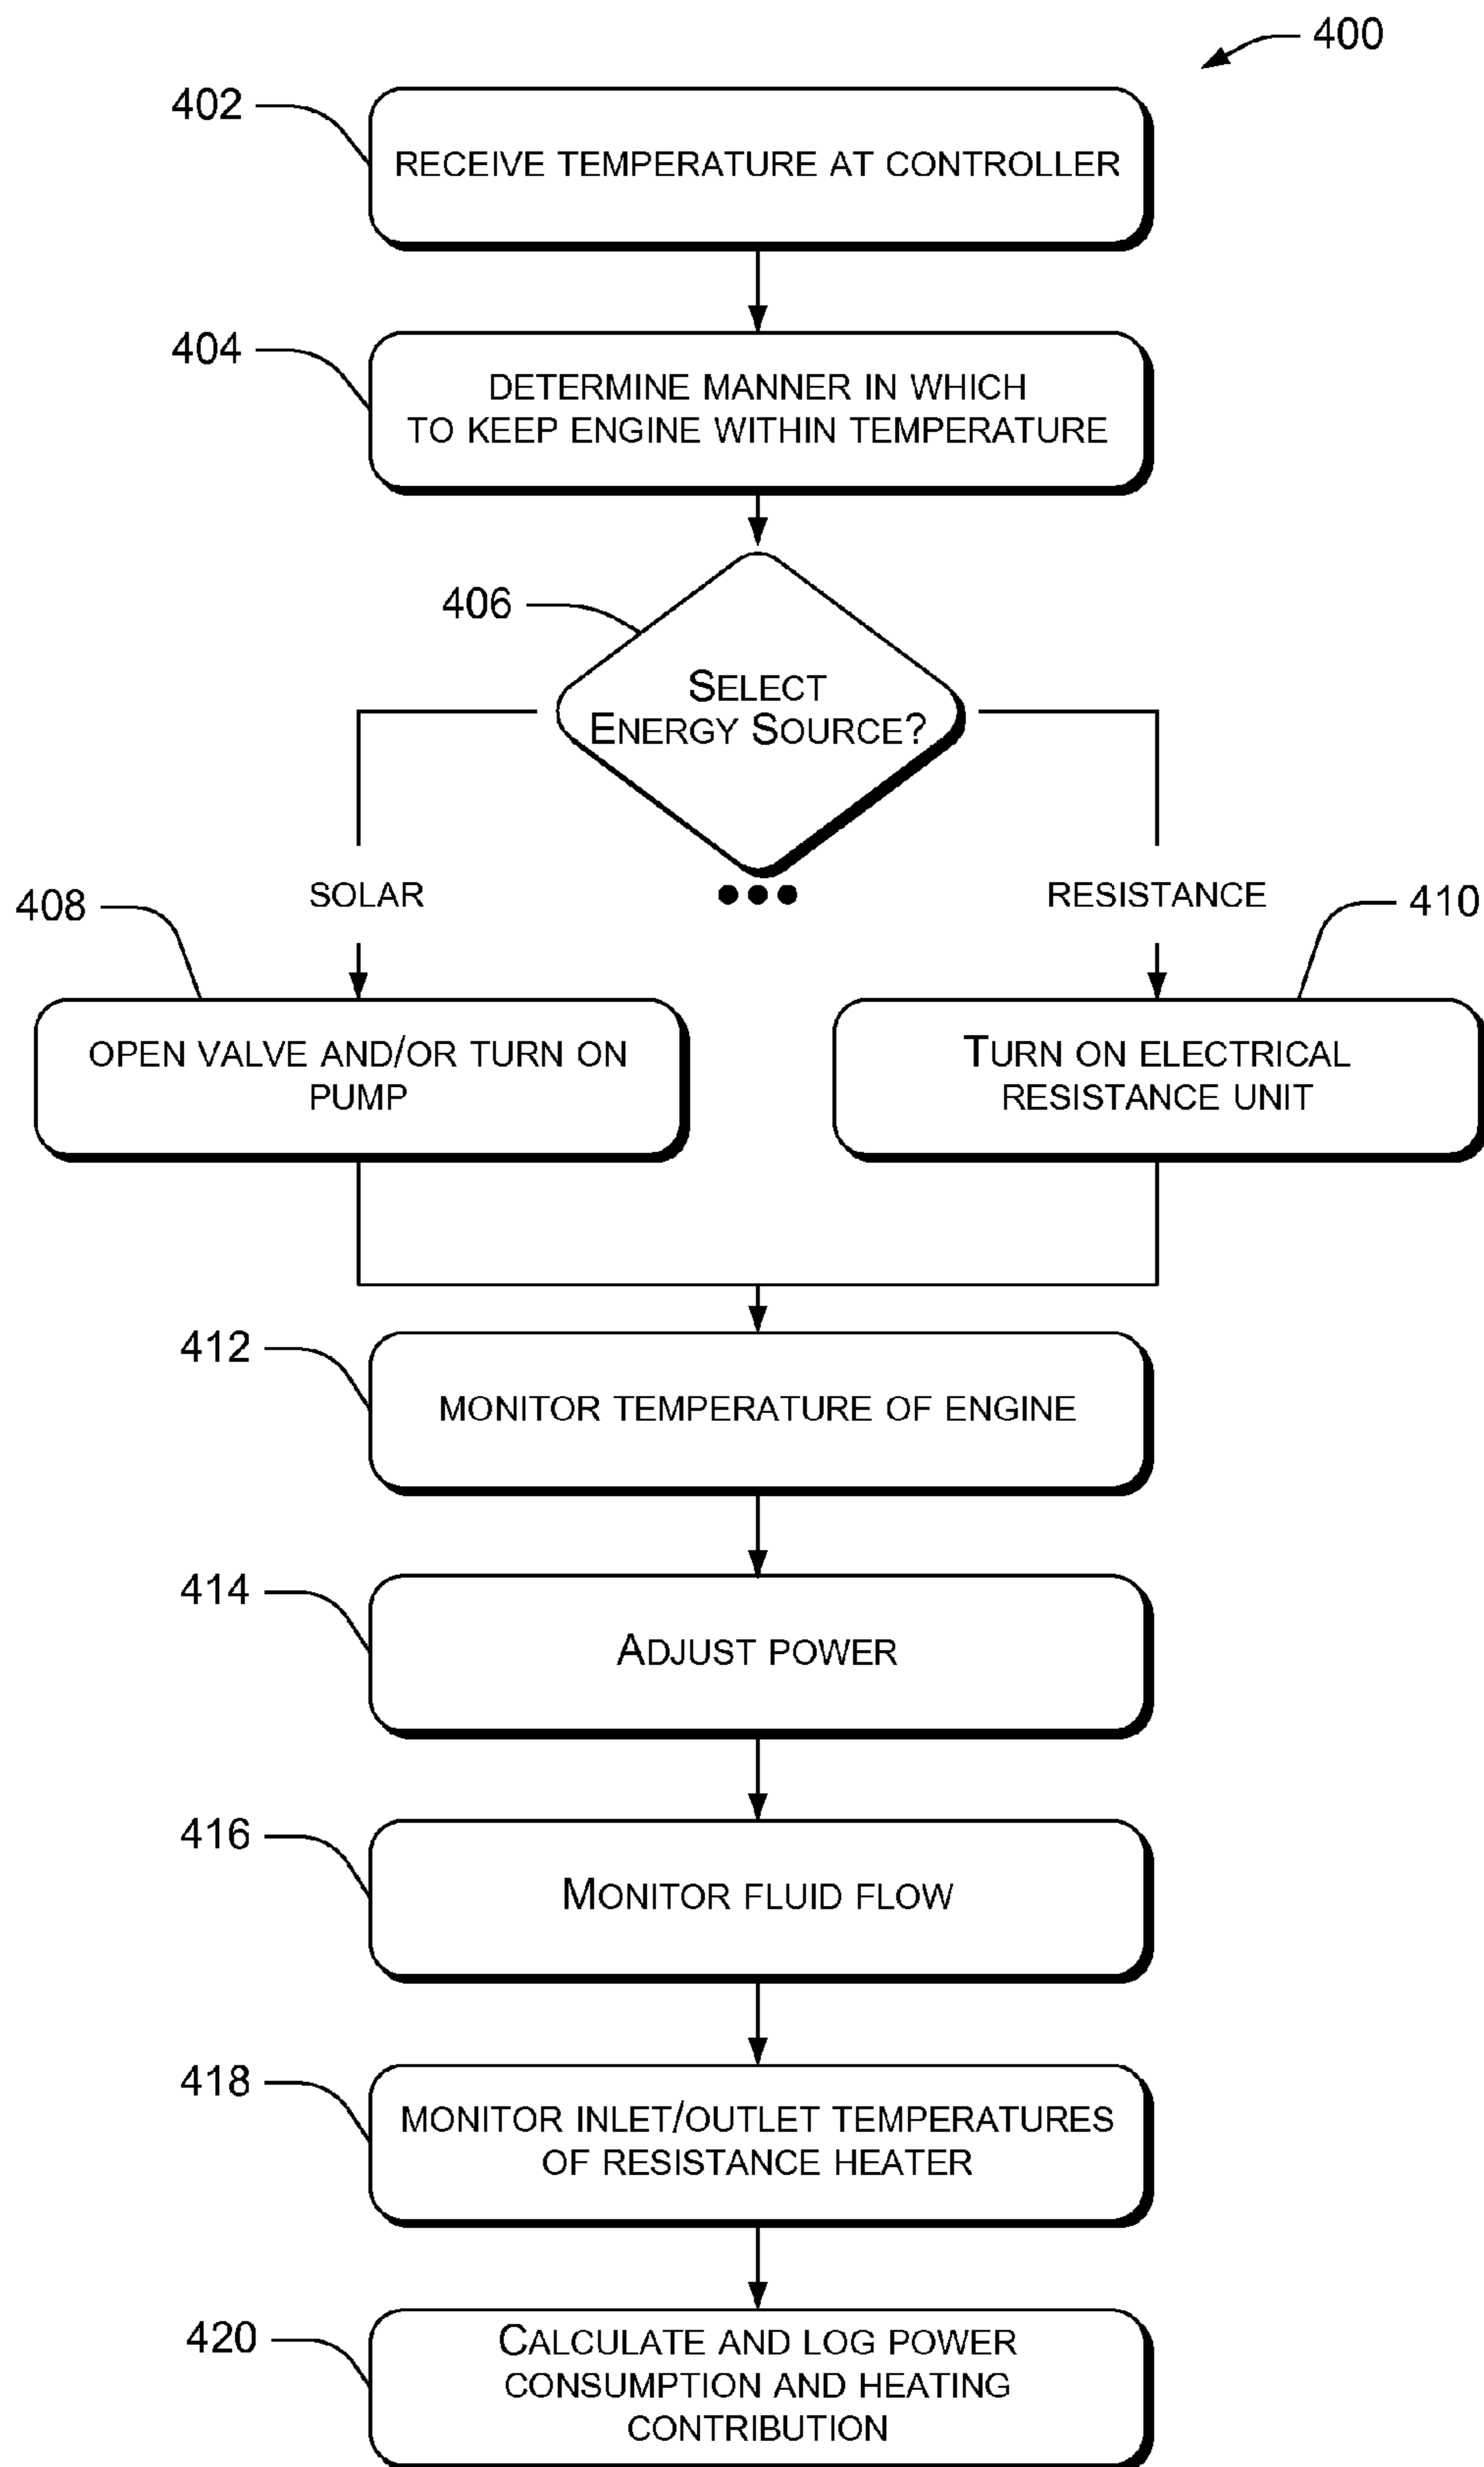 400
402
RECEIVE TEMPERATURE AT CONTROLLER
404
DETERMINE MANNER IN WHICH
TO KEEP ENGINE WITHIN TEMPERATURE
406
SELECT
ENERGY SOURCE?
SOLAR
RESISTANCE
408
410
OPEN VALVE AND/OR TURN ON
PUMP
TURN ON ELECTRICAL
RESISTANCE UNIT
412
MONITOR TEMPERATURE OF ENGINE
414
ADJUST POWER
416
MONITOR FLUID FLOW
418
MONITOR INLET/OUTLET TEMPERATURES
OF RESISTANCE HEATER
420
CALCULATE AND LOG POWER
CONSUMPTION AND HEATING
CONTRIBUTION